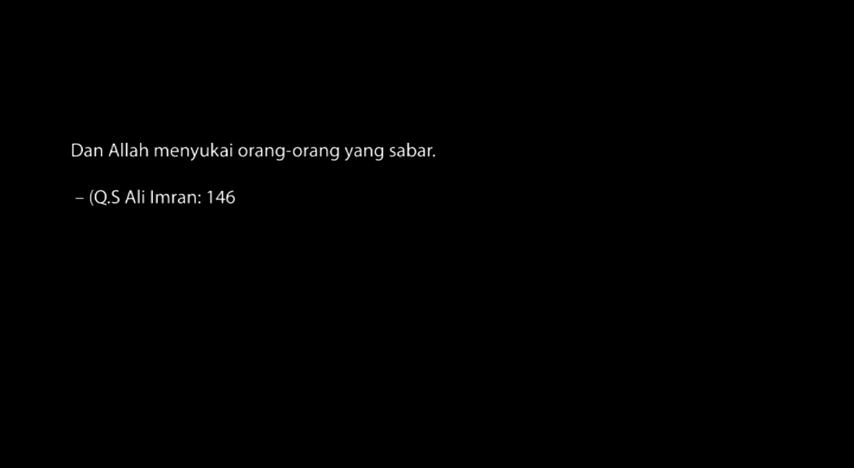 Dan Allah menyukai orang-orang yang sabar.
– (Q.S Ali Imran: 146